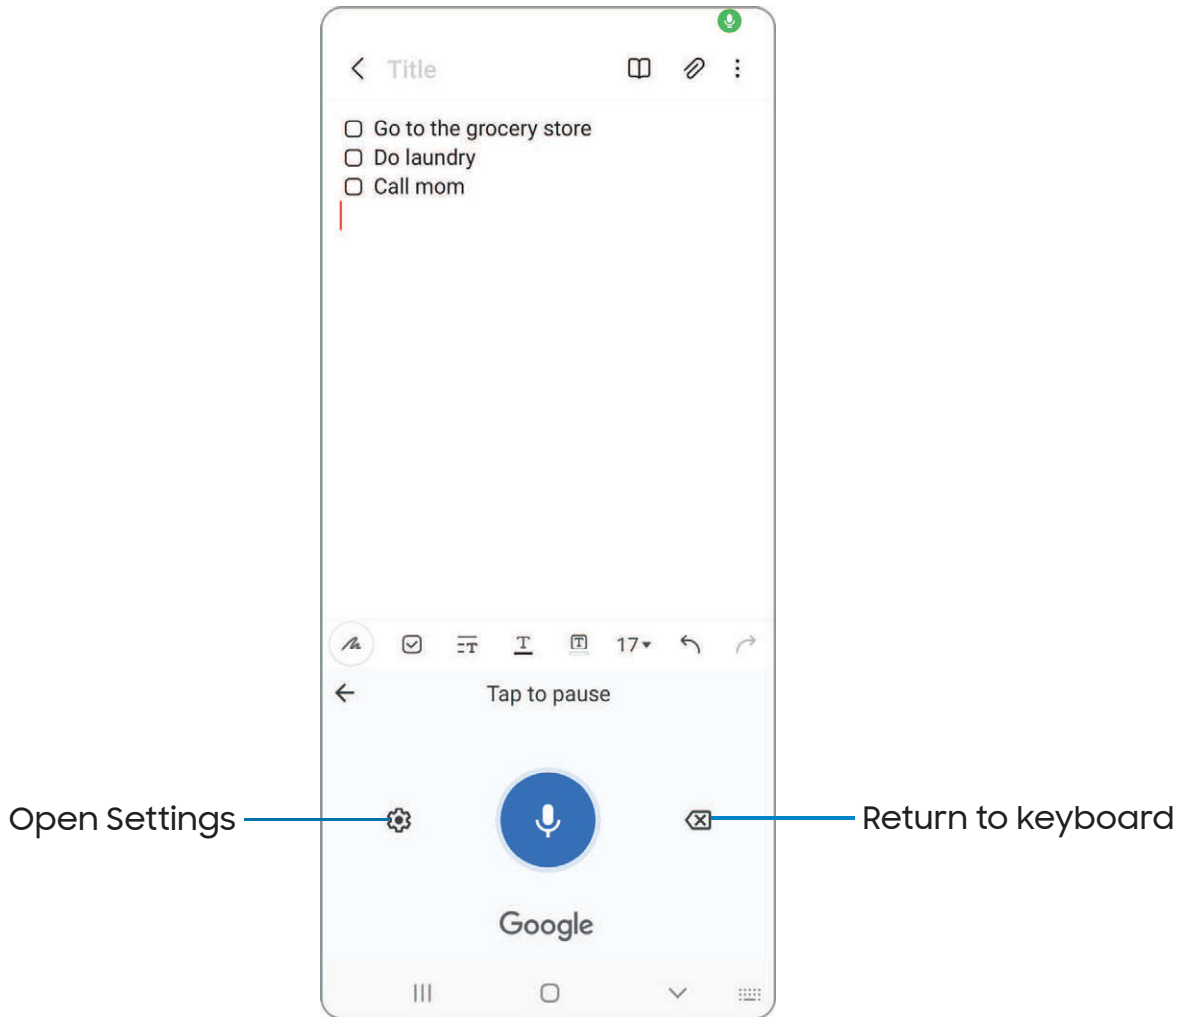 Title
Go to the grocery store
Do laundry
Call mom
17
Tap to pause
Open Settings
Return to keyboard
Google